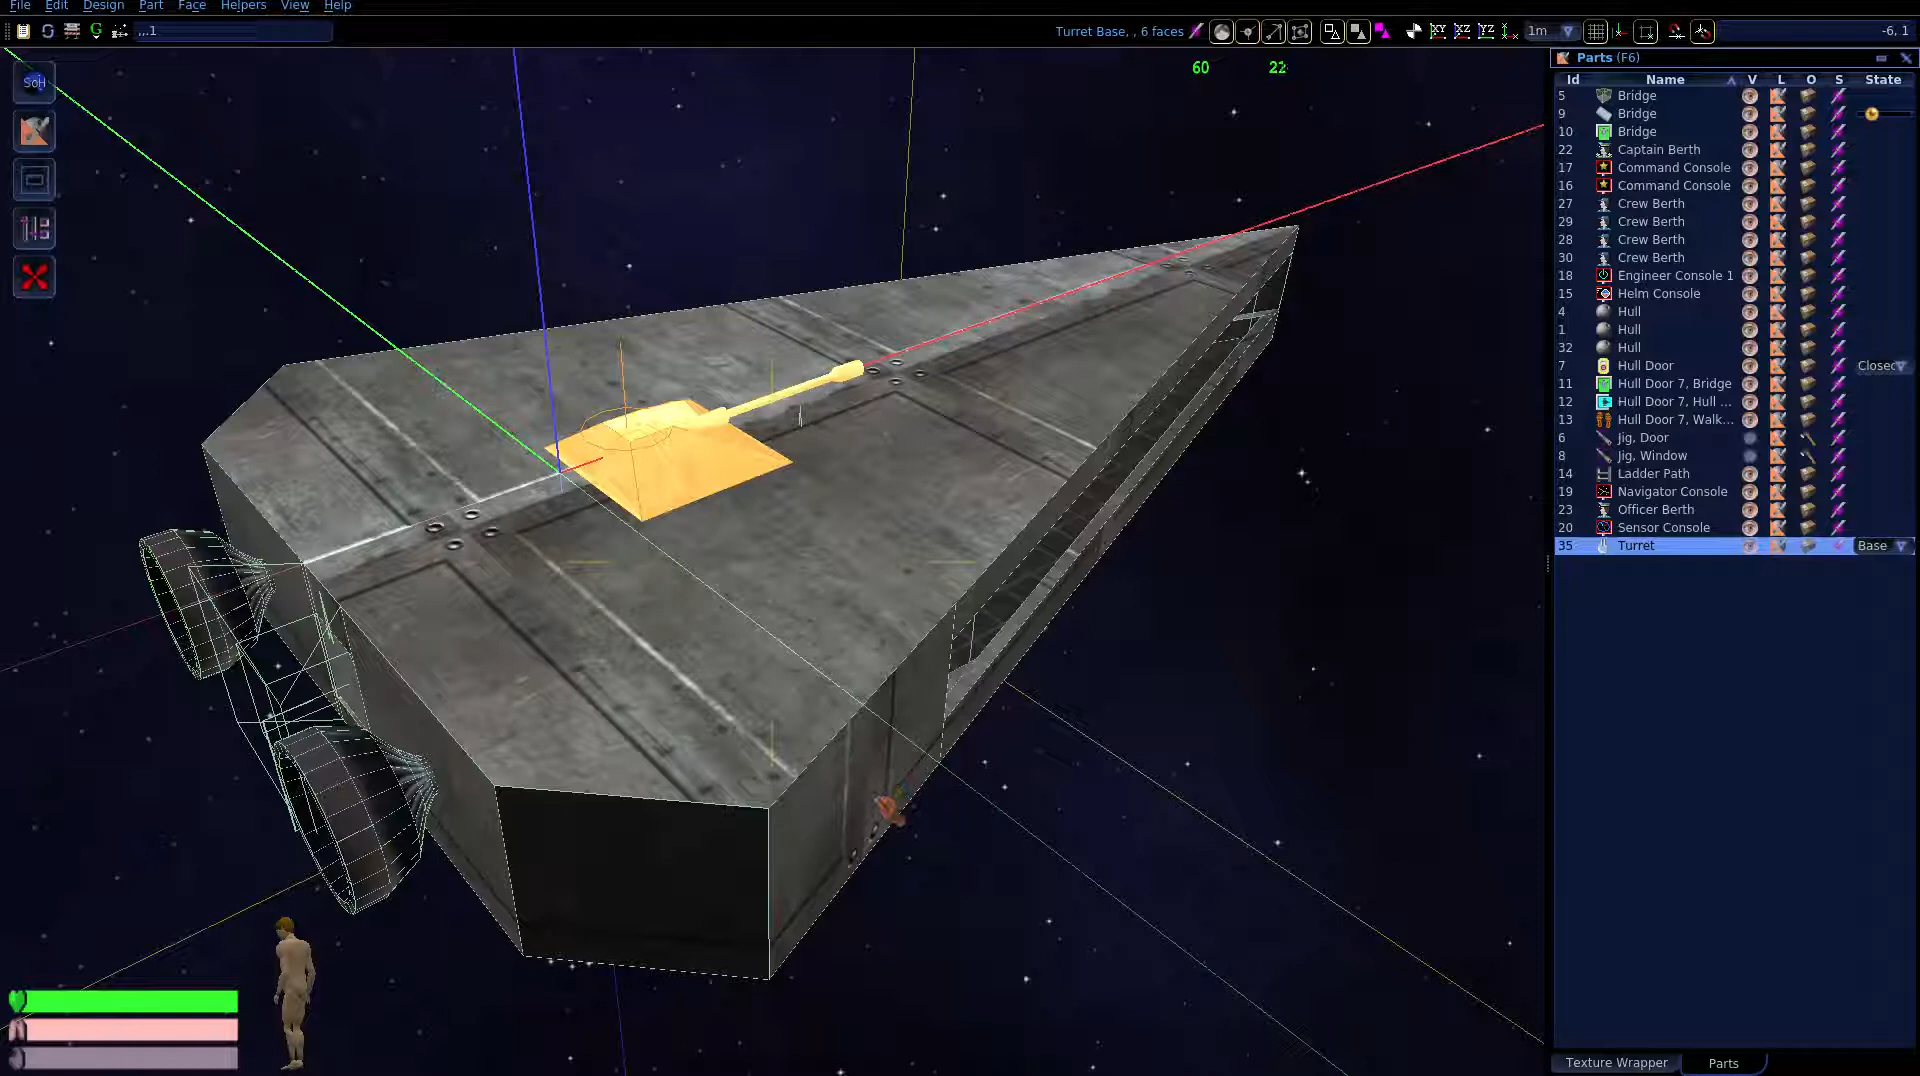 File Edit Design Part Face Helpers View Help
,,.1
Turret Base, , 6 faces
XY XZ YZ
1m
-6, 1
60 22
SoH
Parts (F6)
Id Name V L O S State
5 Bridge
9 Bridge
10 Bridge
22 Captain Berth
17 Command Console
16 Command Console
27 Crew Berth
29 Crew Berth
28 Crew Berth
30 Crew Berth
18 Engineer Console 1
15 Helm Console
4 Hull
1 Hull
32 Hull
7 Hull Door Closec
11 Hull Door 7, Bridge
12 Hull Door 7, Hull ...
13 Hull Door 7, Walk...
6 Jig, Door
8 Jig, Window
14 Ladder Path
19 Navigator Console
23 Officer Berth
20 Sensor Console
35 Turret Base
Texture Wrapper Parts